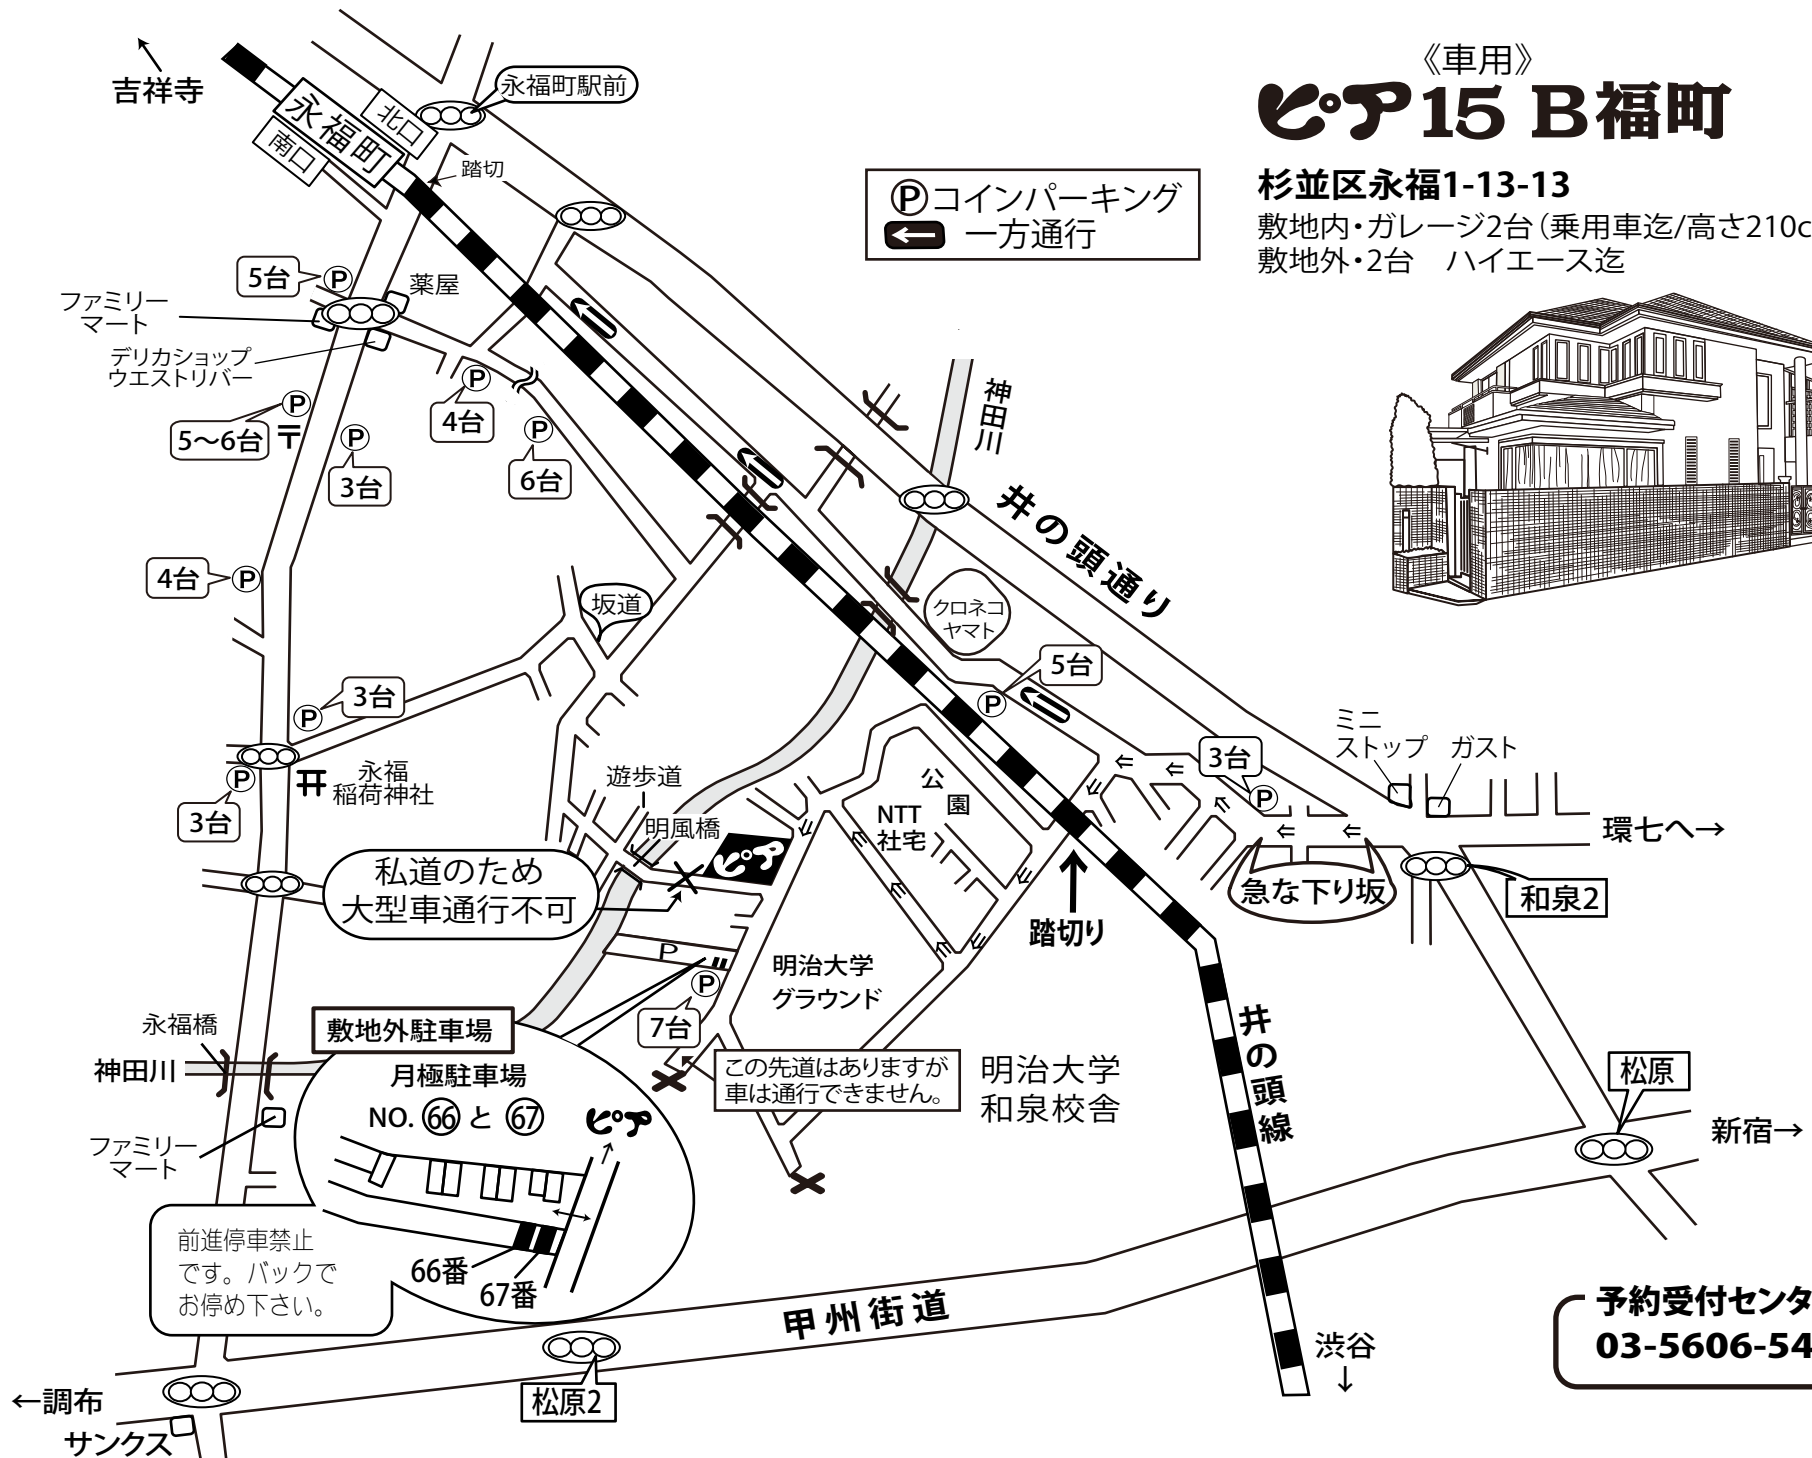 《車用》
ピア15 B福町
杉並区永福1-13-13
敷地内・ガレージ2台（乗用車迄/高さ210c
敷地外・2台　ハイエース迄
Ⓟコインパーキング
← 一方通行
吉祥寺
永福町
北口
南口
永福町駅前
踏切
5台
P
薬屋
ファミリー
マート
デリカショップ
ウエストリバー
P
4台
P
5〜6台
〒
P
3台
P
6台
神田川
井の頭通り
4台
P
坂道
クロネコ
ヤマト
5台
P
3台
P
ミニ
ストップ
ガスト
3台
P
永福
稲荷神社
P
3台
遊歩道
明風橋
ピア
公園
NTT
社宅
環七へ→
和泉2
急な下り坂
踏切り
私道のため
大型車通行不可
P
P
7台
明治大学
グラウンド
この先道はありますが
車は通行できません。
明治大学
和泉校舎
井の頭線
松原
新宿→
永福橋
神田川
ファミリー
マート
敷地外駐車場
月極駐車場
NO. 66 と 67
ピア
66番
67番
前進停車禁止
です。バックで
お停め下さい。
甲州街道
松原2
渋谷
↓
予約受付センタ
03-5606-54
←調布
サンクス